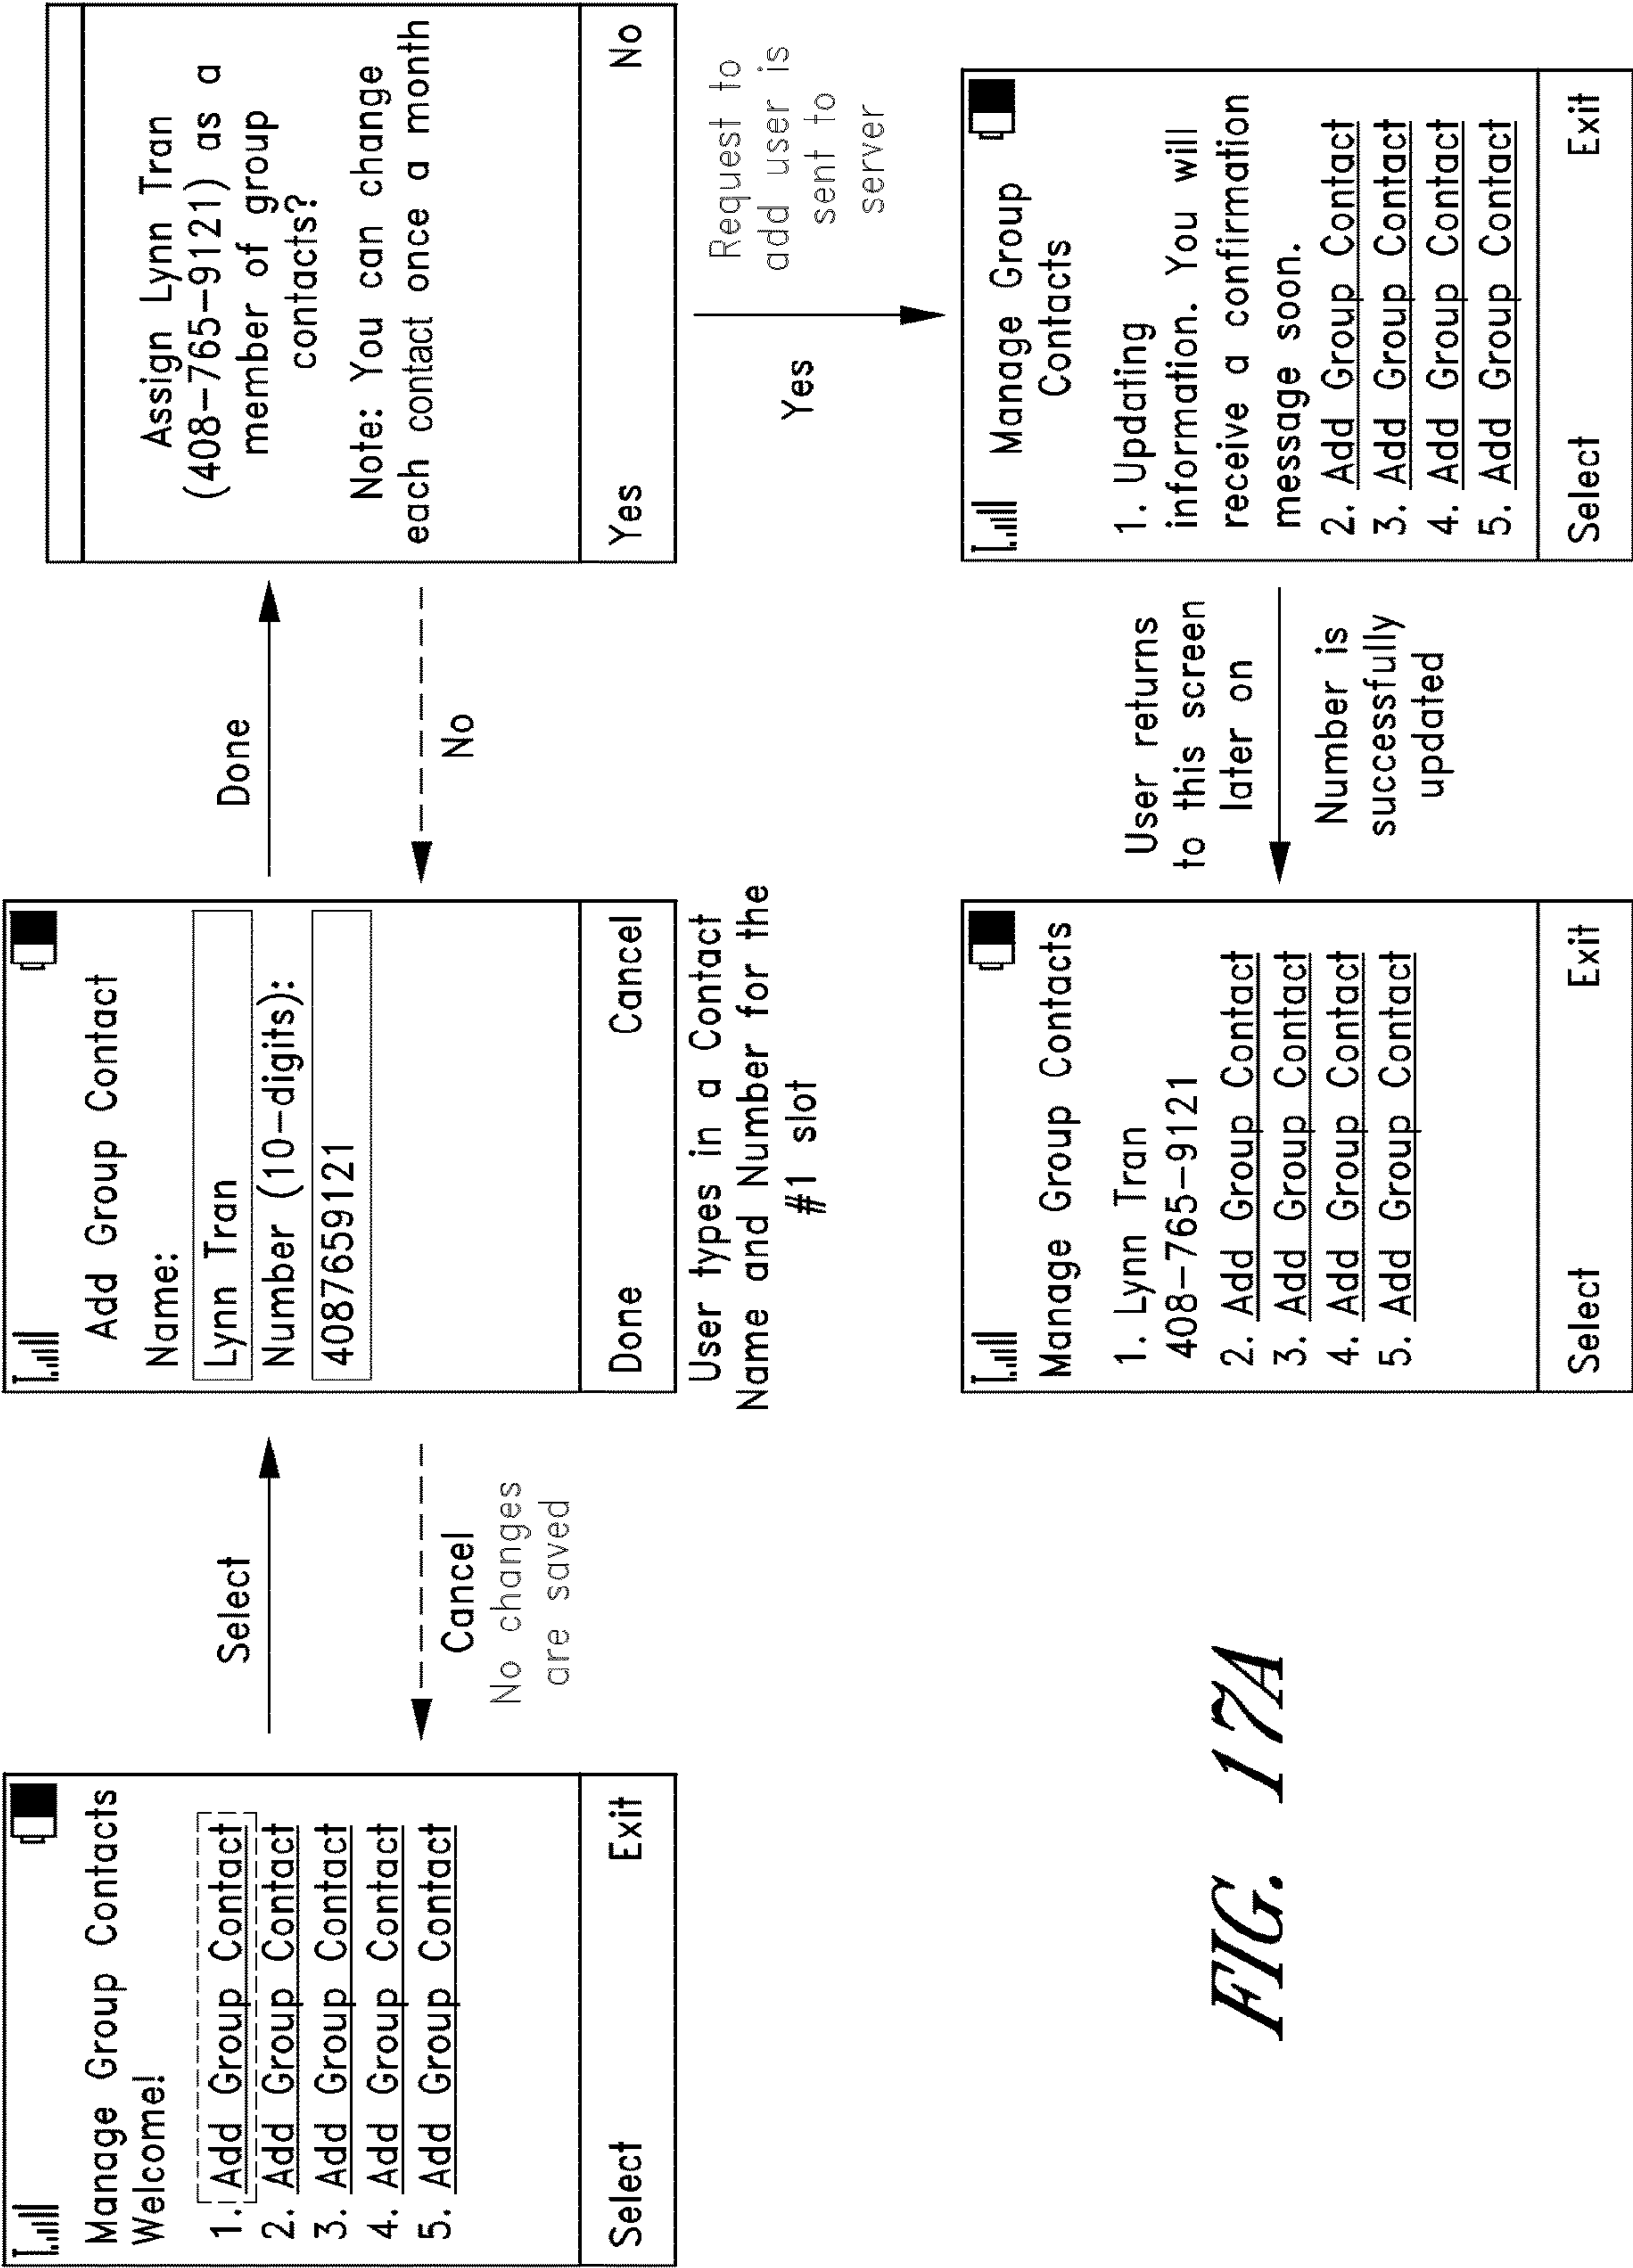 Manage Group Contacts
Welcome!
1. Add Group Contact
2. Add Group Contact
3. Add Group Contact
4. Add Group Contact
5. Add Group Contact
Select Exit
Select
Cancel
No changes
are saved
Add Group Contact
Name:
Lynn Tran
Number (10-digits):
4087659121
Done Cancel
User types in a Contact
Name and Number for the
#1 slot
Done
No
Assign Lynn Tran
(408-765-9121) as a
member of group
contacts?
Note: You can change
each contact once a month
Yes No
Yes
Request to
add user is
sent to
server
Manage Group
Contacts
1. Updating
information. You will
receive a confirmation
message soon.
2. Add Group Contact
3. Add Group Contact
4. Add Group Contact
5. Add Group Contact
Select Exit
User returns
to this screen
later on
Number is
successfully
updated
Manage Group Contacts
1. Lynn Tran
408-765-9121
2. Add Group Contact
3. Add Group Contact
4. Add Group Contact
5. Add Group Contact
Select Exit
FIG. 17A